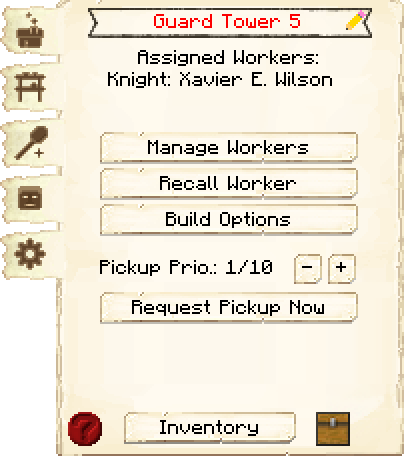 Guard Tower 5
Assigned Workers:
Knight: Xavier E. Wilson
Manage Workers
Recall Worker
Build Options
Pickup Prio.: 1/10 - +
Request Pickup Now
?
Inventory